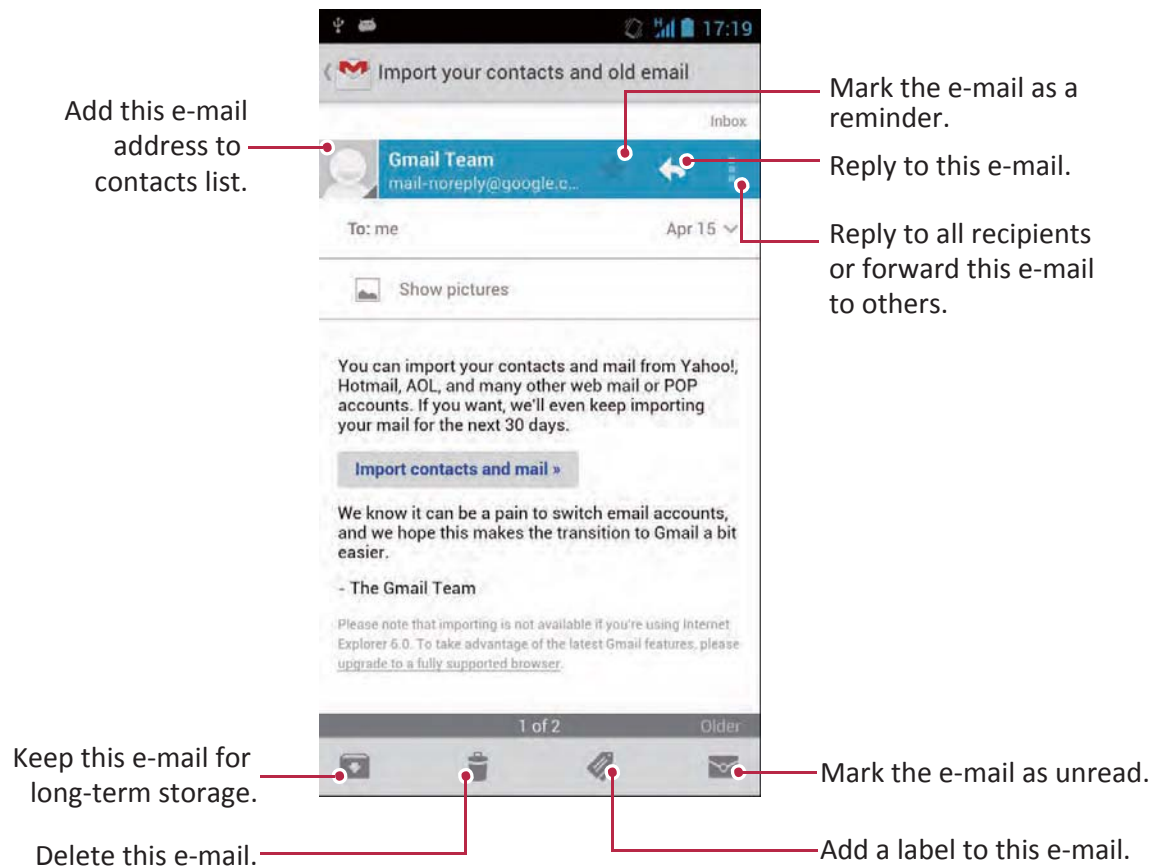 H
17:19
Import your contacts and old email
Inbox
Add this e-mail
address to
contacts list.
Mark the e-mail as a
reminder.
Gmail Team
mail-noreply@google.c...
Reply to this e-mail.
To: me
Apr 15
Reply to all recipients
or forward this e-mail
to others.
Show pictures
You can import your contacts and mail from Yahoo!,
Hotmail, AOL, and many other web mail or POP
accounts. If you want, we'll even keep importing
your mail for the next 30 days.
Import contacts and mail »
We know it can be a pain to switch email accounts,
and we hope this makes the transition to Gmail a bit
easier.
- The Gmail Team
Please note that importing is not available if you're using Internet
Explorer 6.0. To take advantage of the latest Gmail features, please
upgrade to a fully supported browser.
1 of 2
Older
Keep this e-mail for
long-term storage.
Mark the e-mail as unread.
Delete this e-mail.
Add a label to this e-mail.